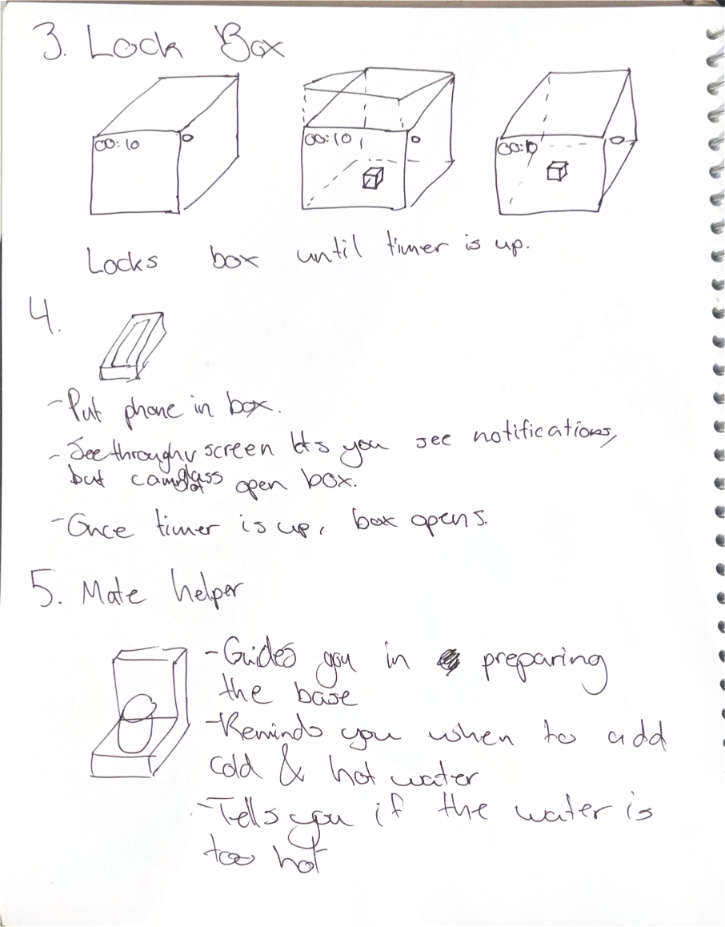 3. Lock Box
00:10
00:10
00:10
Locks box until timer is up.
4.
- Put phone in box.
- See through screen lets you see notifications,
glass
but cannot open box.
- Once timer is up, box opens.
5. Mate helper
- Guides you in preparing
the base
- Reminds you when to add
cold & hot water
- Tells you if the water is
too hot